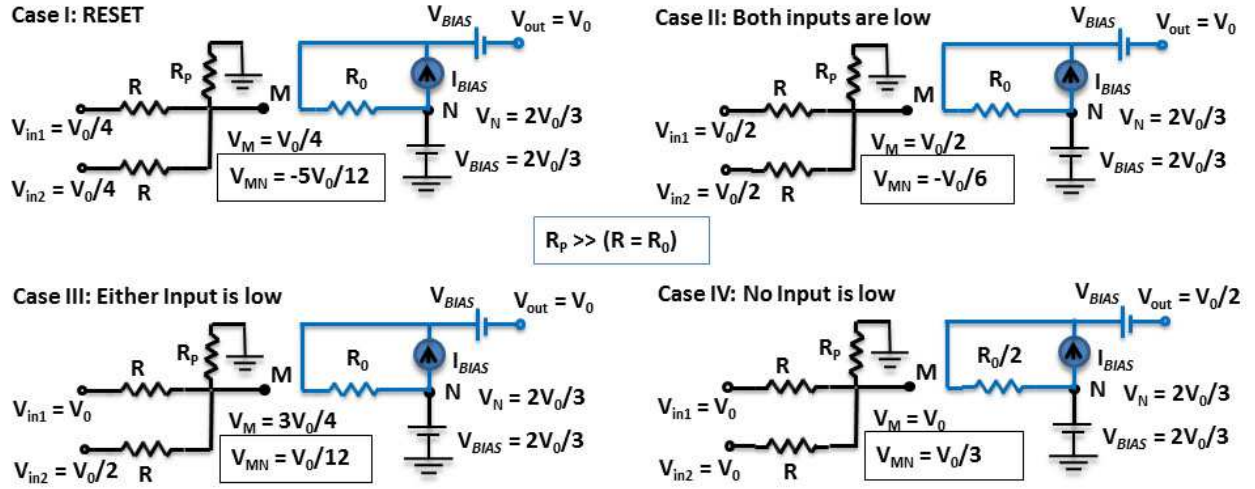 Case I: RESET
V_BIAS
V_out = V_0
R_P
R
R_0
I_BIAS
M
N
V_in1 = V_0/4
V_N = 2V_0/3
V_M = V_0/4
V_BIAS = 2V_0/3
V_MN = -5V_0/12
V_in2 = V_0/4
R
Case II: Both inputs are low
V_BIAS
V_out = V_0
R_P
R
R_0
I_BIAS
M
N
V_in1 = V_0/2
V_N = 2V_0/3
V_M = V_0/2
V_BIAS = 2V_0/3
V_MN = -V_0/6
V_in2 = V_0/2
R
R_P >> (R = R_0)
Case III: Either Input is low
V_BIAS
V_out = V_0
R_P
R
R_0
I_BIAS
M
N
V_in1 = V_0
V_N = 2V_0/3
V_M = 3V_0/4
V_BIAS = 2V_0/3
V_MN = V_0/12
V_in2 = V_0/2
R
Case IV: No Input is low
V_BIAS
V_out = V_0/2
R_P
R
R_0/2
I_BIAS
M
N
V_in1 = V_0
V_N = 2V_0/3
V_M = V_0
V_BIAS = 2V_0/3
V_MN = V_0/3
V_in2 = V_0
R